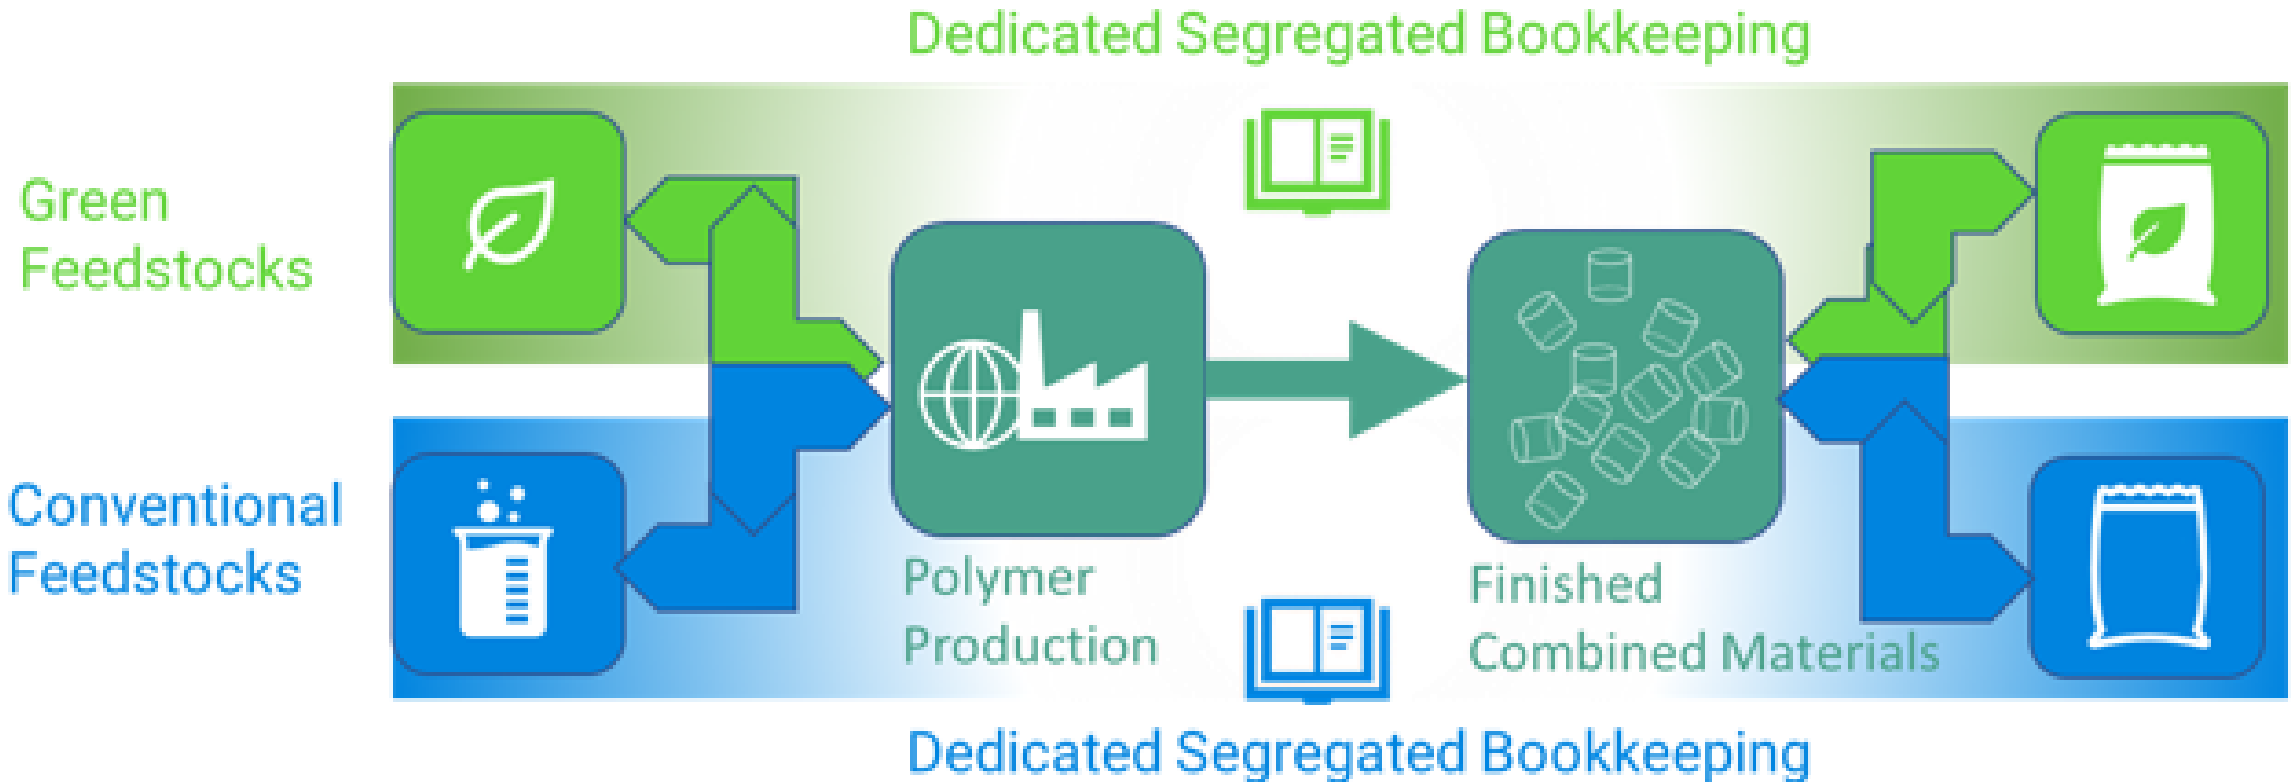 Dedicated Segregated Bookkeeping
Green
Feedstocks
Conventional
Feedstocks
Polymer
Production
Finished
Combined Materials
Dedicated Segregated Bookkeeping